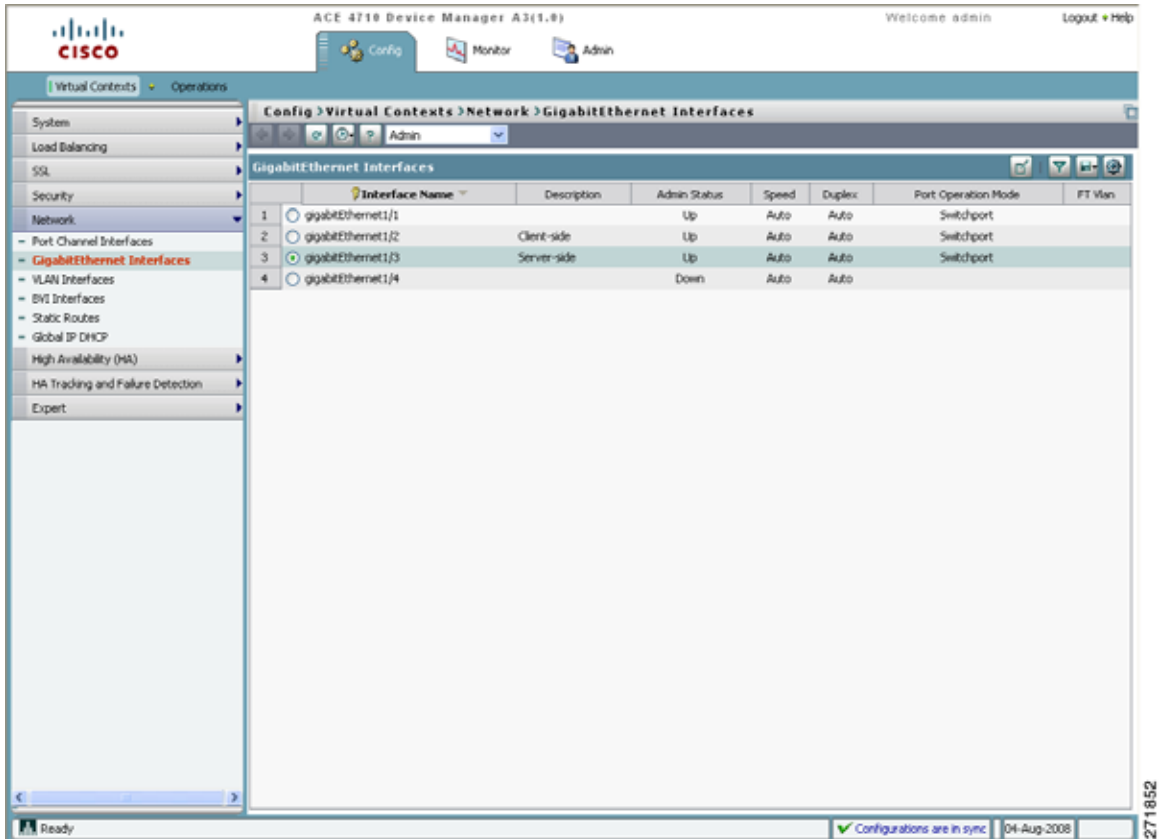 ACE 4710 Device Manager A3(1.0)
Welcome admin
Logout Help
CISCO
Config
Monitor
Admin
Virtual Contexts
Operations
Config > Virtual Contexts > Network > GigabitEthernet Interfaces
Admin
System
Load Balancing
SSL
Security
Network
Port Channel Interfaces
GigabitEthernet Interfaces
VLAN Interfaces
BVI Interfaces
Static Routes
Global IP DHCP
High Availability (HA)
HA Tracking and Failure Detection
Expert
GigabitEthernet Interfaces
Interface Name Description Admin Status Speed Duplex Port Operation Mode FT Vlan
1 gigabitEthernet1/1 Up Auto Auto Switchport
2 gigabitEthernet1/2 Client-side Up Auto Auto Switchport
3 gigabitEthernet1/3 Server-side Up Auto Auto Switchport
4 gigabitEthernet1/4 Down Auto Auto
Ready
Configurations are in sync
04-Aug-2008
271852